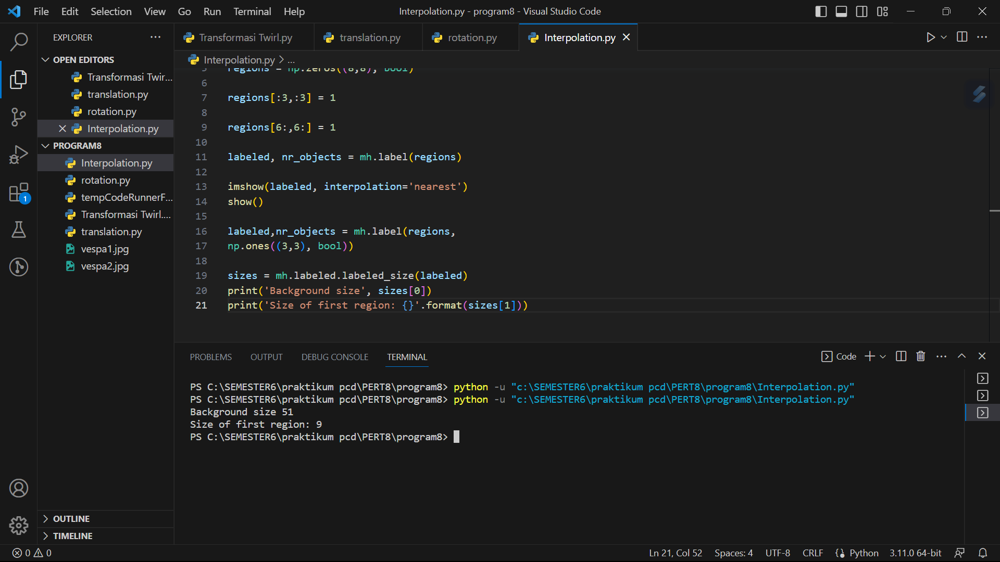 File Edit Selection View Go Run Terminal Help
Interpolation.py - program8 - Visual Studio Code
EXPLORER
OPEN EDITORS
Transformasi Twir...
translation.py
rotation.py
Interpolation.py
PROGRAM8
Interpolation.py
rotation.py
tempCodeRunnerF...
Transformasi Twirl....
translation.py
vespa1.jpg
vespa2.jpg
OUTLINE
TIMELINE
1
Transformasi Twirl.py translation.py rotation.py Interpolation.py
Interpolation.py > ...
5 regions = np.zeros((8,8), bool)
6
7 regions[:3,:3] = 1
8
9 regions[6:,6:] = 1
10
11 labeled, nr_objects = mh.label(regions)
12
13 imshow(labeled, interpolation='nearest')
14 show()
15
16 labeled,nr_objects = mh.label(regions,
17 np.ones((3,3), bool))
18
19 sizes = mh.labeled.labeled_size(labeled)
20 print('Background size', sizes[0])
21 print('Size of first region: {}'.format(sizes[1]))
PROBLEMS OUTPUT DEBUG CONSOLE TERMINAL
Code
PS C:\SEMESTER6\praktikum pcd\PERT8\program8> python -u "c:\SEMESTER6\praktikum pcd\PERT8\program8\Interpolation.py"
PS C:\SEMESTER6\praktikum pcd\PERT8\program8> python -u "c:\SEMESTER6\praktikum pcd\PERT8\program8\Interpolation.py"
Background size 51
Size of first region: 9
PS C:\SEMESTER6\praktikum pcd\PERT8\program8>
0 0
Ln 21, Col 52 Spaces: 4 UTF-8 CRLF Python 3.11.0 64-bit